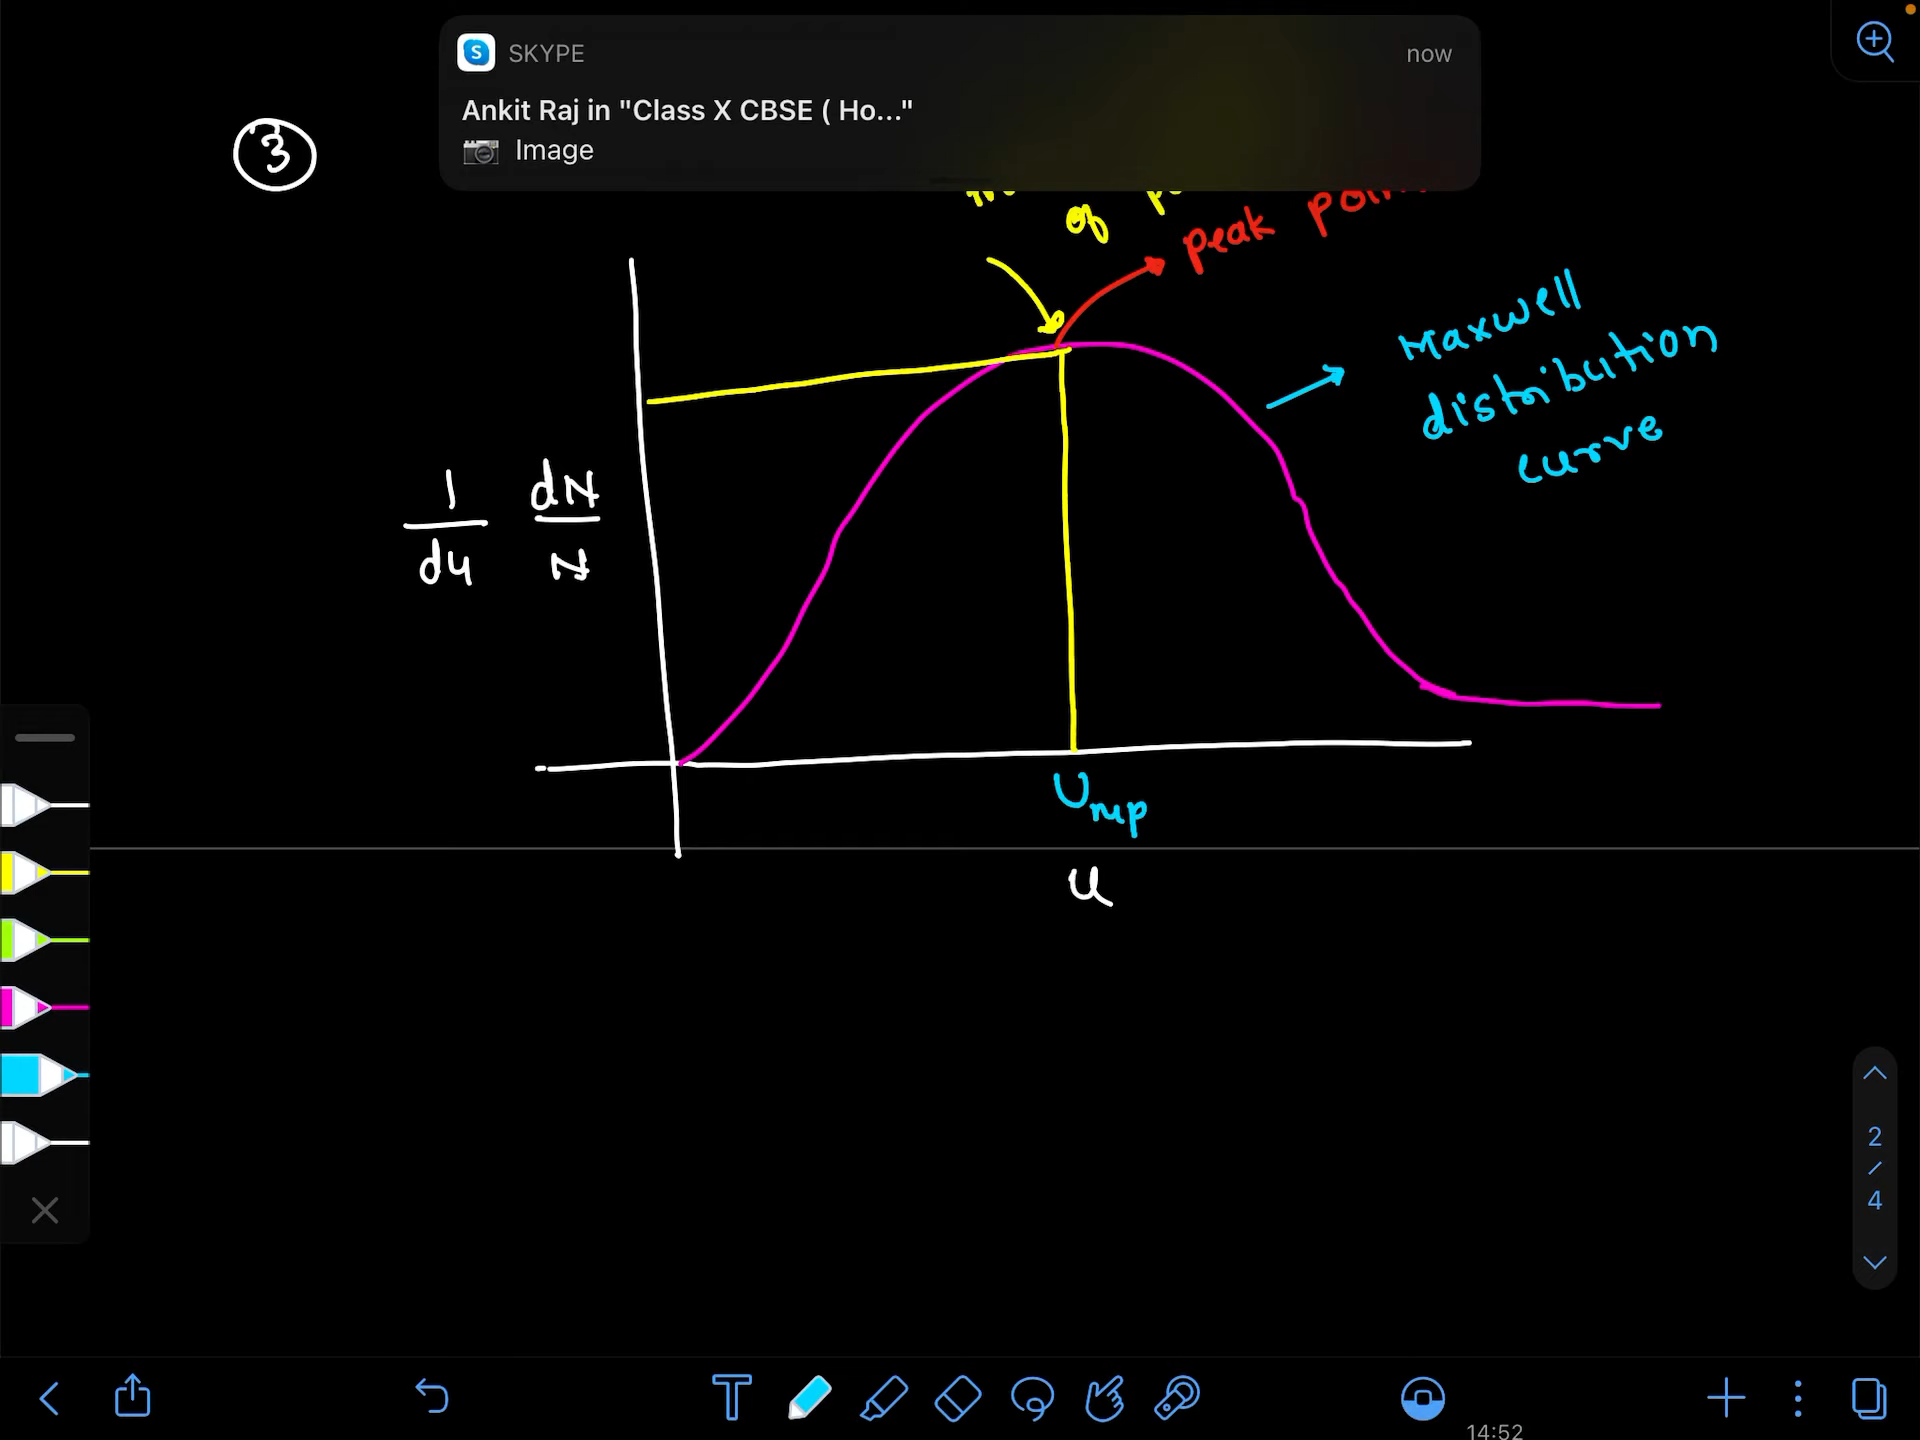 SKYPE now
Ankit Raj in "Class X CBSE ( Ho..."
Image
3
of
peak
Maxwell
distribution
curve
1 dN
du N
Ump
u
2
/
4
14:52